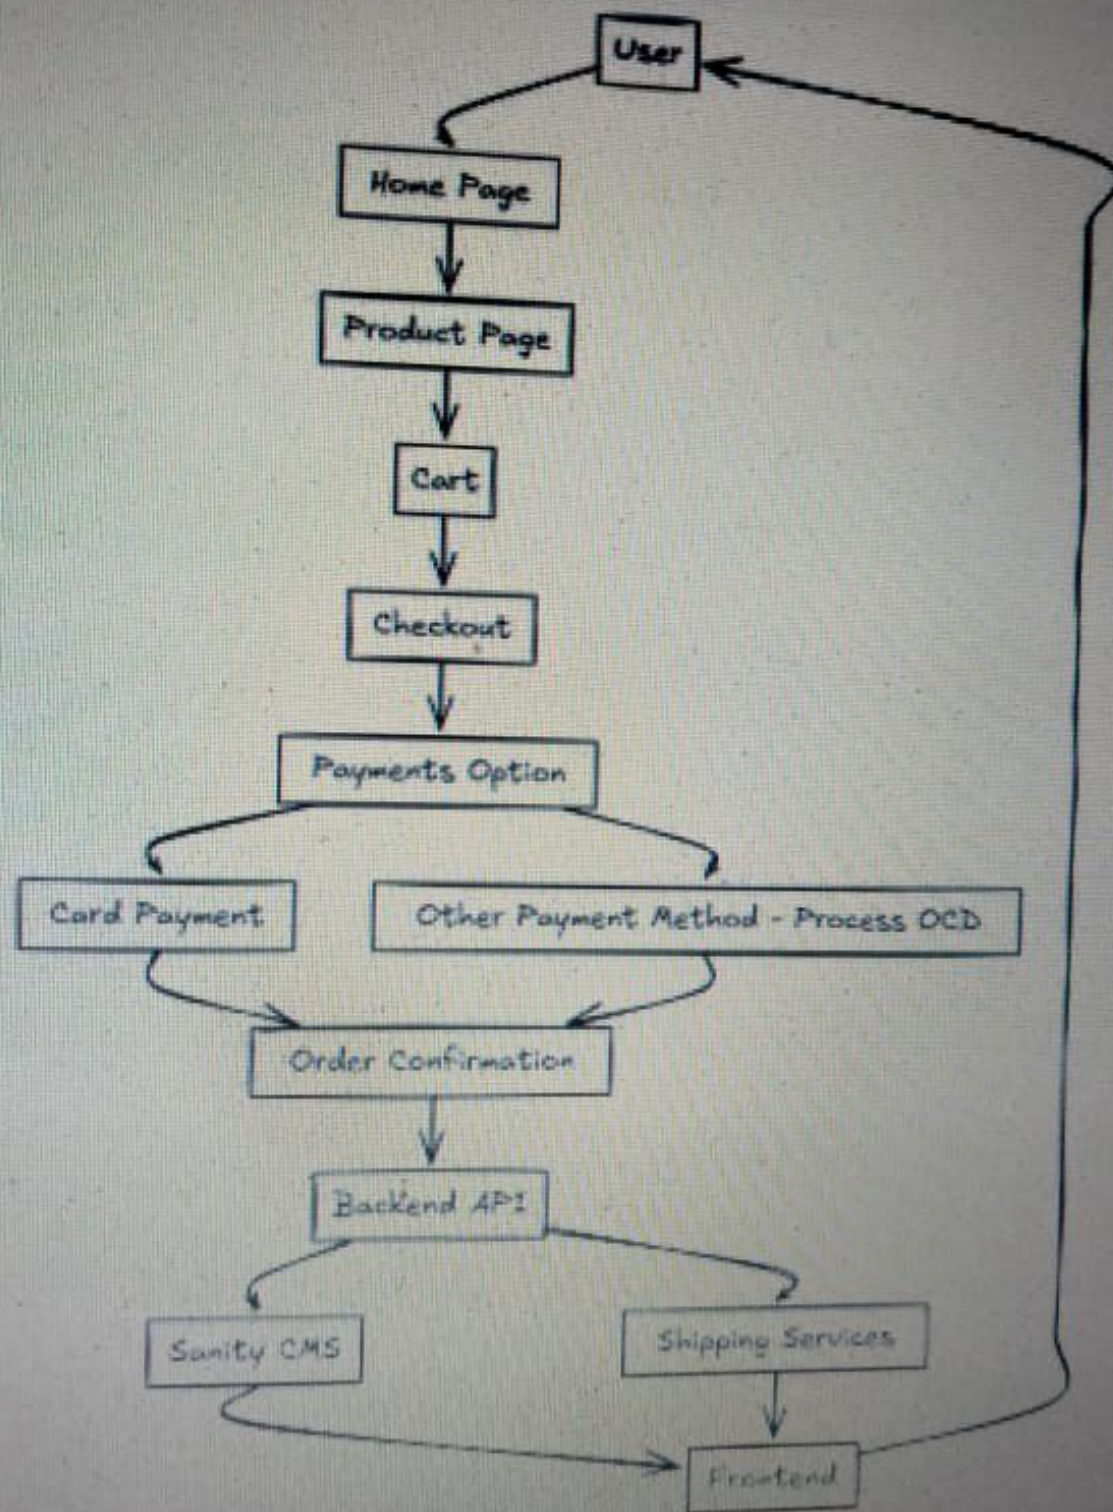 User
Home Page
Product Page
Cart
Checkout
Payments Option
Card Payment
Other Payment Method - Process OCD
Order Confirmation
Backend API
Sanity CMS
Shipping Services
Frontend